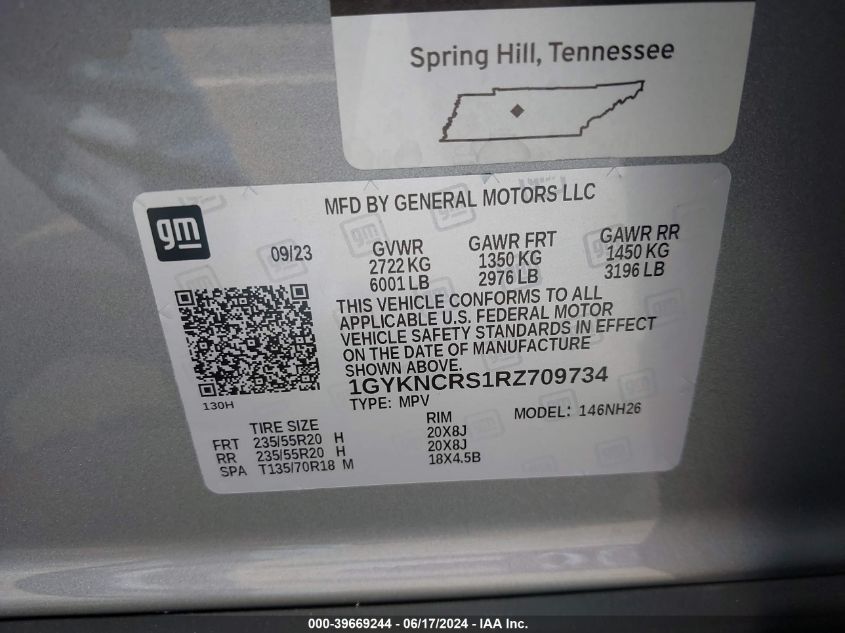 Spring Hill, Tennessee
MFD BY GENERAL MOTORS LLC
gm
09/23
GVWR GAWR FRT GAWR RR
2722 KG 1350 KG 1450 KG
6001 LB 2976 LB 3196 LB
THIS VEHICLE CONFORMS TO ALL
APPLICABLE U.S. FEDERAL MOTOR
VEHICLE SAFETY STANDARDS IN EFFECT
ON THE DATE OF MANUFACTURE
SHOWN ABOVE.
1GYKNCRS1RZ709734
130H
TYPE: MPV MODEL: 146NH26
TIRE SIZE RIM
FRT 235/55R20 H 20X8J
RR 235/55R20 H 20X8J
SPA T135/70R18 M 18X4.5B
000-39669244 - 06/17/2024 - IAA Inc.